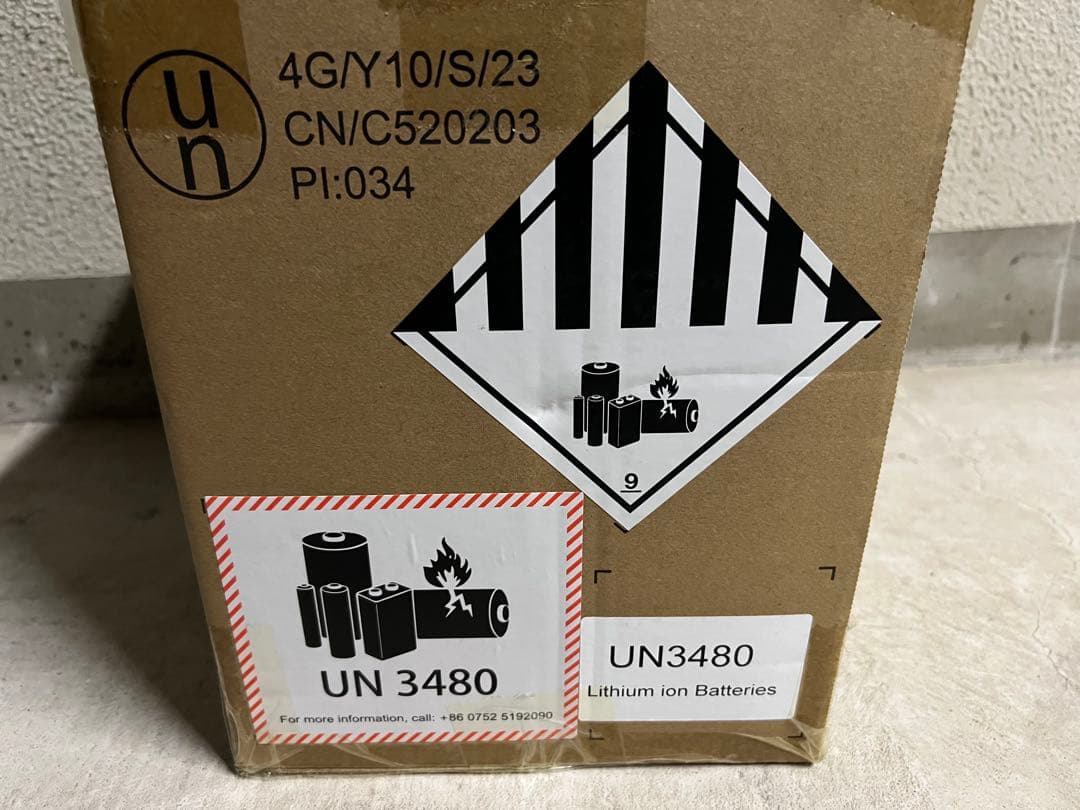 un
4G/Y10/S/23
CN/C520203
PI:034
9
UN 3480
For more information, call: +86 0752 5192090
UN3480
Lithium ion Batteries